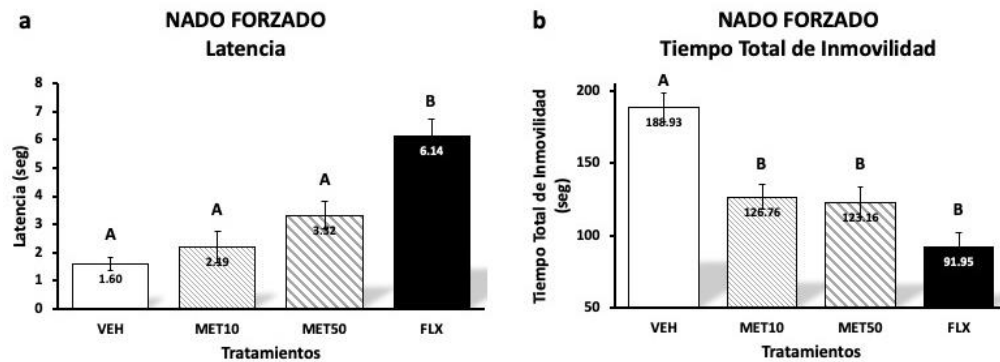 a
NADO FORZADO
Latencia
Latencia (seg)
8
7
6
5
4
3
2
1
0
A
A
A
B
1.60
2.19
3.32
6.14
VEH MET10 MET50 FLX
Tratamientos
b
NADO FORZADO
Tiempo Total de Inmovilidad
Tiempo Total de Inmovilidad
(seg)
200
150
100
50
A
B
B
B
188.93
126.76
123.16
91.95
VEH MET10 MET50 FLX
Tratamientos